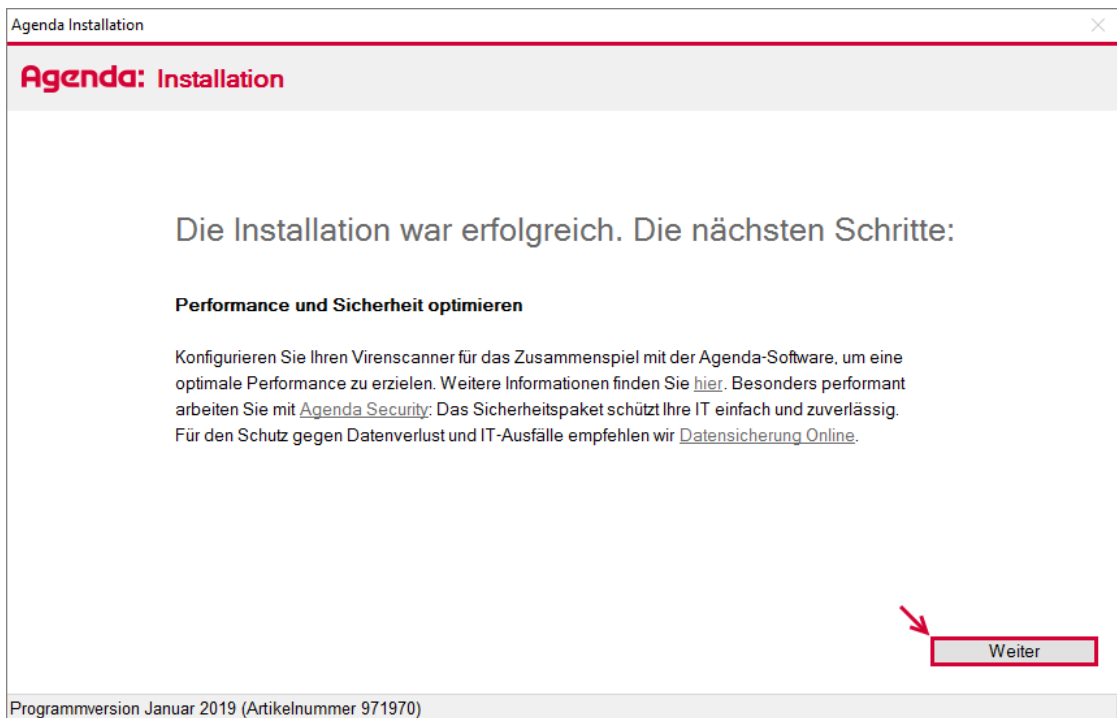 Agenda Installation
Agenda: Installation
Die Installation war erfolgreich. Die nächsten Schritte:
Performance und Sicherheit optimieren
Konfigurieren Sie Ihren Virenscanner für das Zusammenspiel mit der Agenda-Software, um eine
optimale Performance zu erzielen. Weitere Informationen finden Sie hier. Besonders performant
arbeiten Sie mit Agenda Security: Das Sicherheitspaket schützt Ihre IT einfach und zuverlässig.
Für den Schutz gegen Datenverlust und IT-Ausfälle empfehlen wir Datensicherung Online.
Weiter
Programmversion Januar 2019 (Artikelnummer 971970)